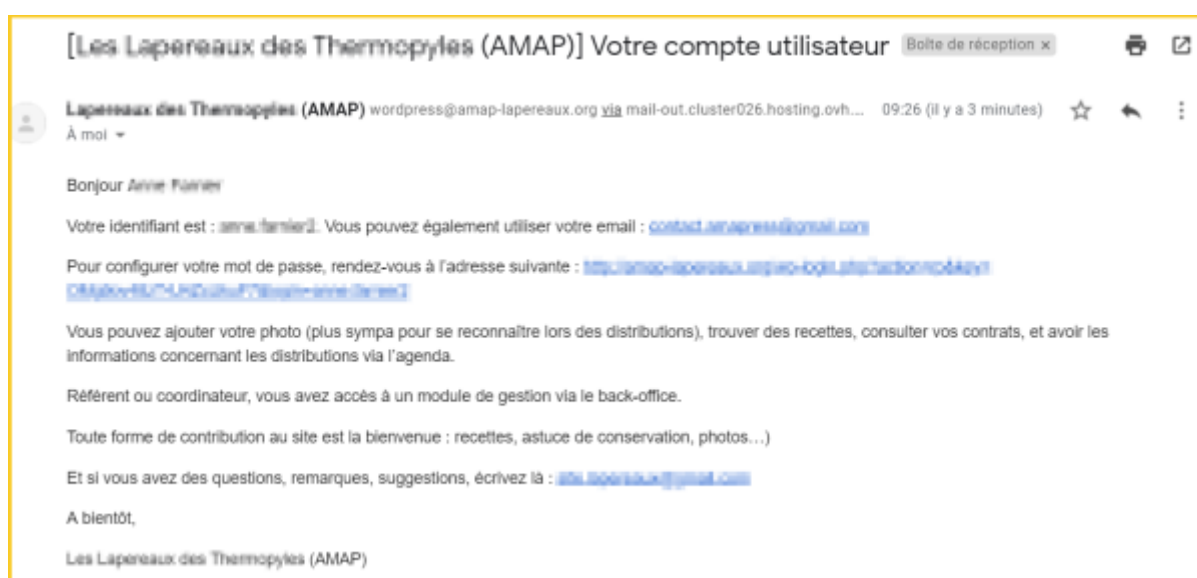 [Les Lapereaux des Thermopyles (AMAP)] Votre compte utilisateur Boîte de réception x
Lapereaux des Thermopyles (AMAP) wordpress@amap-lapereaux.org via mail-out.cluster026.hosting.ovh.... 09:26 (il y a 3 minutes)
À moi
Bonjour
Votre identifiant est : Vous pouvez également utiliser votre email :
Pour configurer votre mot de passe, rendez-vous à l'adresse suivante :
Vous pouvez ajouter votre photo (plus sympa pour se reconnaître lors des distributions), trouver des recettes, consulter vos contrats, et avoir les
informations concernant les distributions via l'agenda.
Référent ou coordinateur, vous avez accès à un module de gestion via le back-office.
Toute forme de contribution au site est la bienvenue : recettes, astuce de conservation, photos…)
Et si vous avez des questions, remarques, suggestions, écrivez là :
A bientôt,
Les Lapereaux des Thermopyles (AMAP)